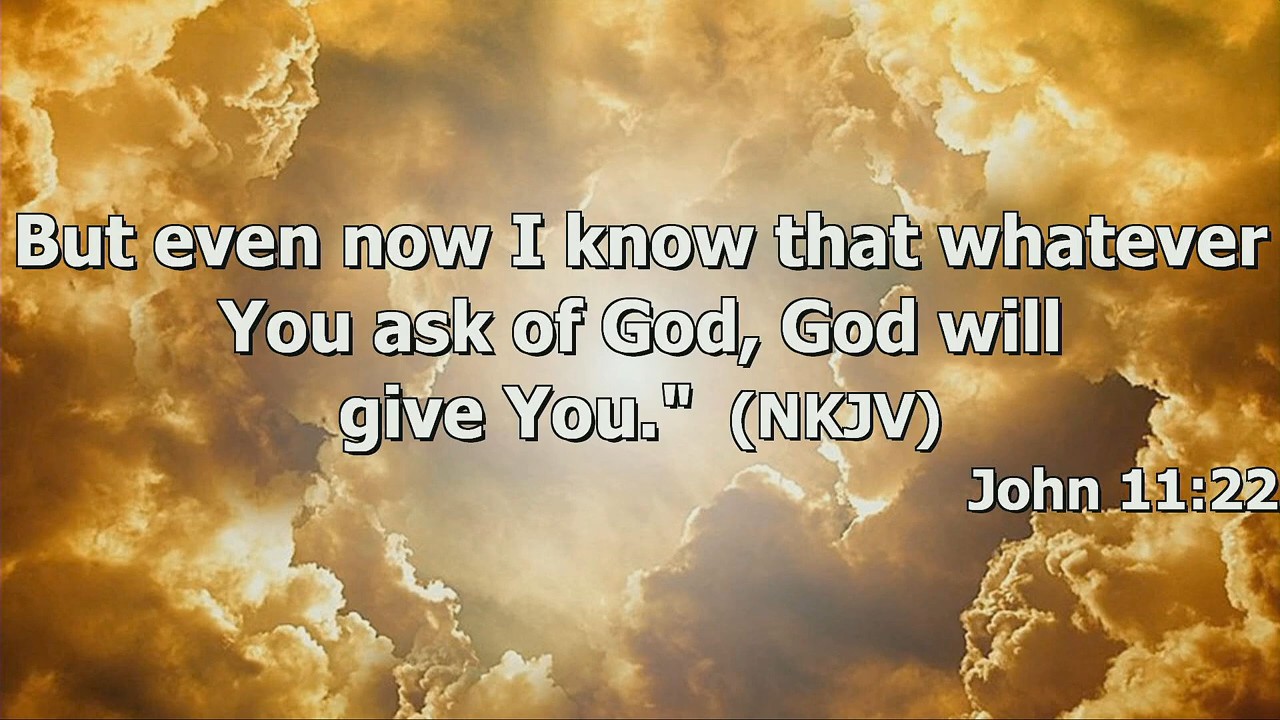 But even now I know that whatever
You ask of God, God will
give You."  (NKJV)
John 11:22